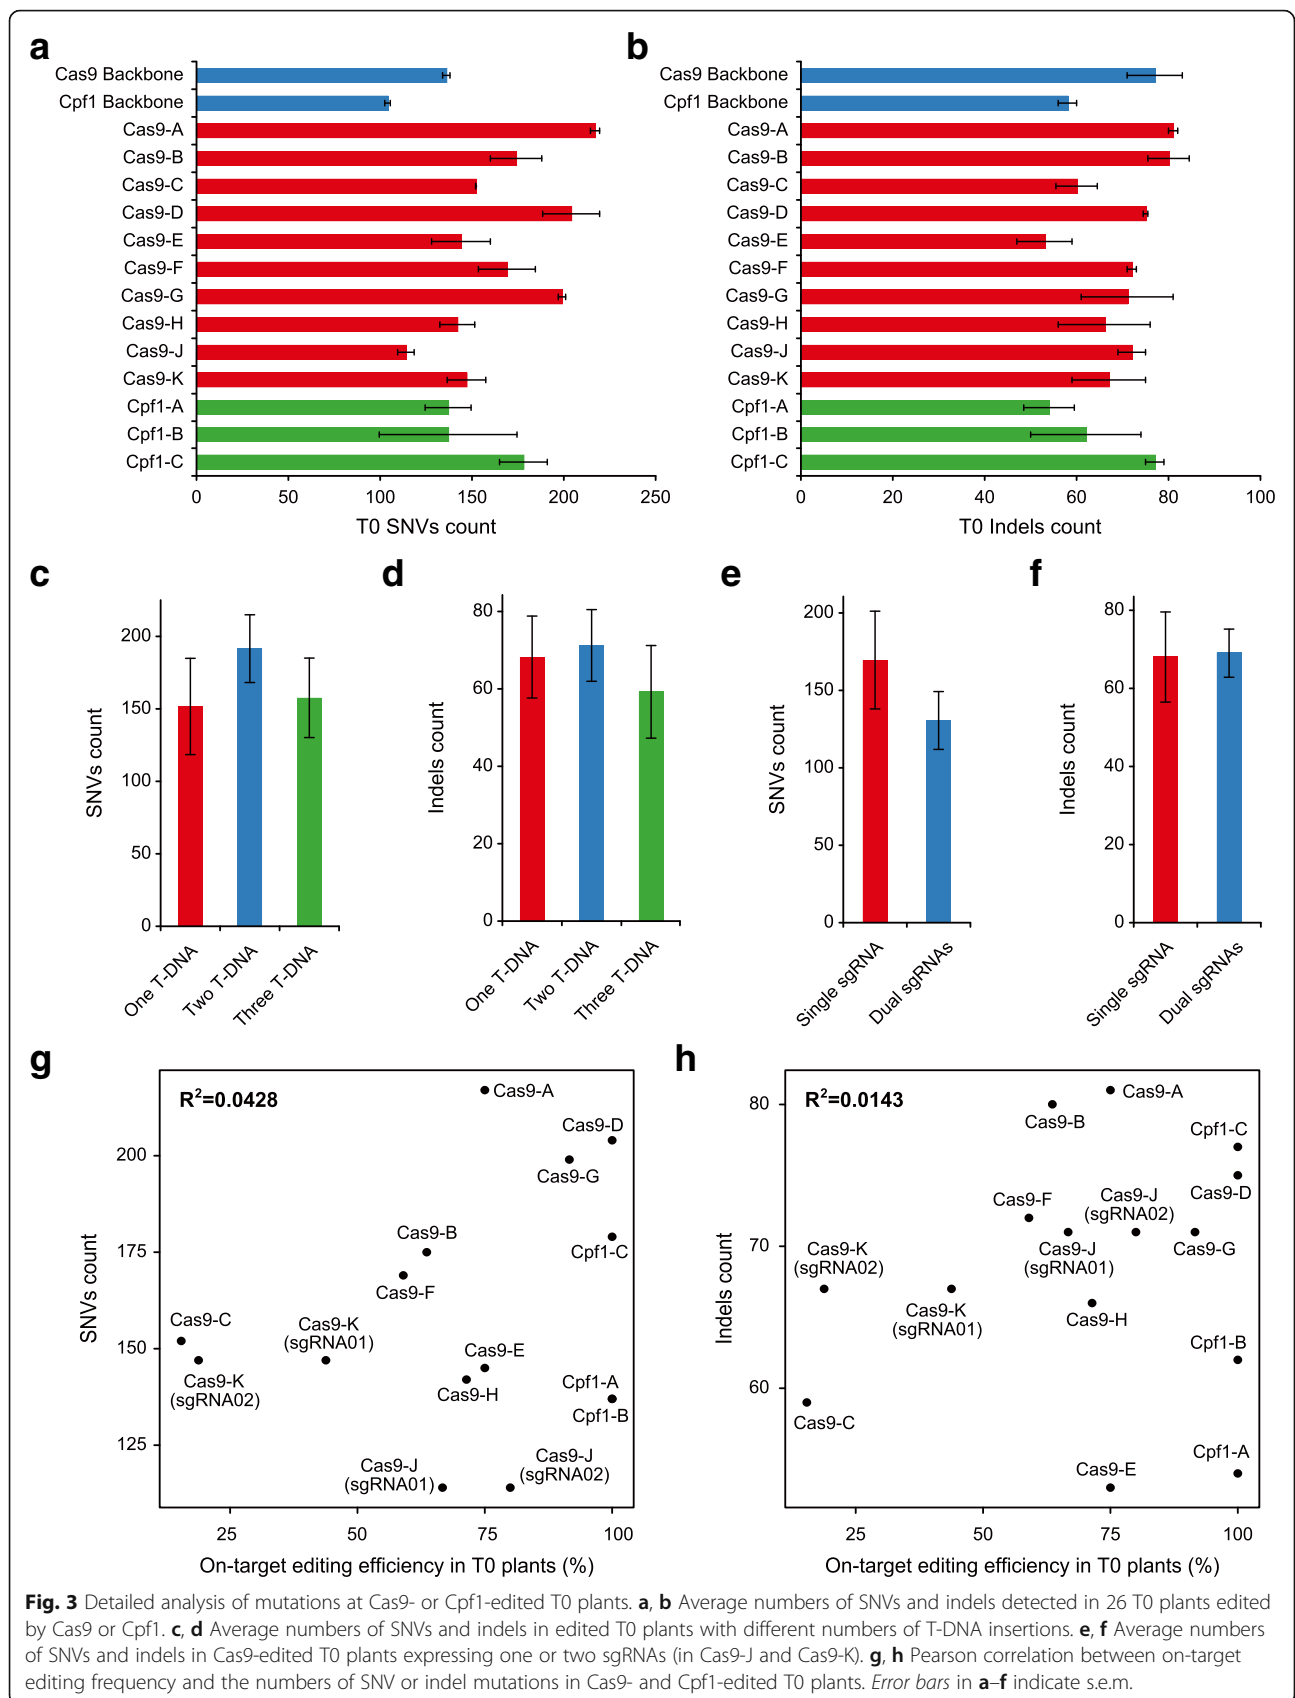 a
Cas9 Backbone
Cpf1 Backbone
Cas9-A
Cas9-B
Cas9-C
Cas9-D
Cas9-E
Cas9-F
Cas9-G
Cas9-H
Cas9-J
Cas9-K
Cpf1-A
Cpf1-B
Cpf1-C
0 50 100 150 200 250
T0 SNVs count
b
Cas9 Backbone
Cpf1 Backbone
Cas9-A
Cas9-B
Cas9-C
Cas9-D
Cas9-E
Cas9-F
Cas9-G
Cas9-H
Cas9-J
Cas9-K
Cpf1-A
Cpf1-B
Cpf1-C
0 20 40 60 80 100
T0 Indels count
c
SNVs count
200
150
100
50
0
One T-DNA
Two T-DNA
Three T-DNA
d
Indels count
80
60
40
20
0
One T-DNA
Two T-DNA
Three T-DNA
e
SNVs count
200
150
100
50
0
Single sgRNA
Dual sgRNAs
f
Indels count
80
60
40
20
0
Single sgRNA
Dual sgRNAs
g
R²=0.0428
SNVs count
200
175
150
125
Cas9-A
Cas9-D
Cas9-G
Cas9-B
Cpf1-C
Cas9-F
Cas9-C
Cas9-K
(sgRNA01)
Cas9-E
Cas9-K
(sgRNA02)
Cas9-H
Cpf1-A
Cpf1-B
Cas9-J
(sgRNA01)
Cas9-J
(sgRNA02)
25 50 75 100
On-target editing efficiency in T0 plants (%)
h
R²=0.0143
Indels count
80
70
60
Cas9-A
Cas9-B
Cpf1-C
Cas9-D
Cas9-F
Cas9-J
(sgRNA02)
Cas9-K
(sgRNA02)
Cas9-J
(sgRNA01)
Cas9-G
Cas9-K
(sgRNA01)
Cas9-H
Cpf1-B
Cas9-C
Cpf1-A
Cas9-E
25 50 75 100
On-target editing efficiency in T0 plants (%)
Fig. 3 Detailed analysis of mutations at Cas9- or Cpf1-edited T0 plants. a, b Average numbers of SNVs and indels detected in 26 T0 plants edited
by Cas9 or Cpf1. c, d Average numbers of SNVs and indels in edited T0 plants with different numbers of T-DNA insertions. e, f Average numbers
of SNVs and indels in Cas9-edited T0 plants expressing one or two sgRNAs (in Cas9-J and Cas9-K). g, h Pearson correlation between on-target
editing frequency and the numbers of SNV or indel mutations in Cas9- and Cpf1-edited T0 plants. Error bars in a–f indicate s.e.m.